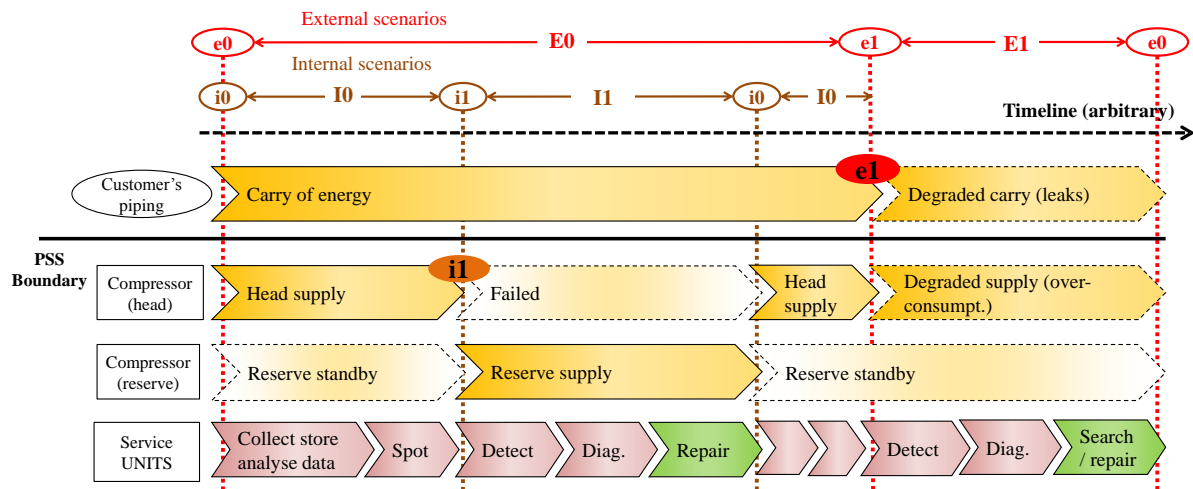 External scenarios
e0
E0
e1
E1
e0
Internal scenarios
i0
I0
i1
I1
i0
I0
Timeline (arbitrary)
Customer's
piping
Carry of energy
e1
Degraded carry (leaks)
PSS
Boundary
Compressor
(head)
Head supply
i1
Failed
Head
supply
Degraded supply (over-
consumpt.)
Compressor
(reserve)
Reserve standby
Reserve supply
Reserve standby
Service
UNITS
Collect store
analyse data
Spot
Detect
Diag.
Repair
Detect
Diag.
Search
/ repair